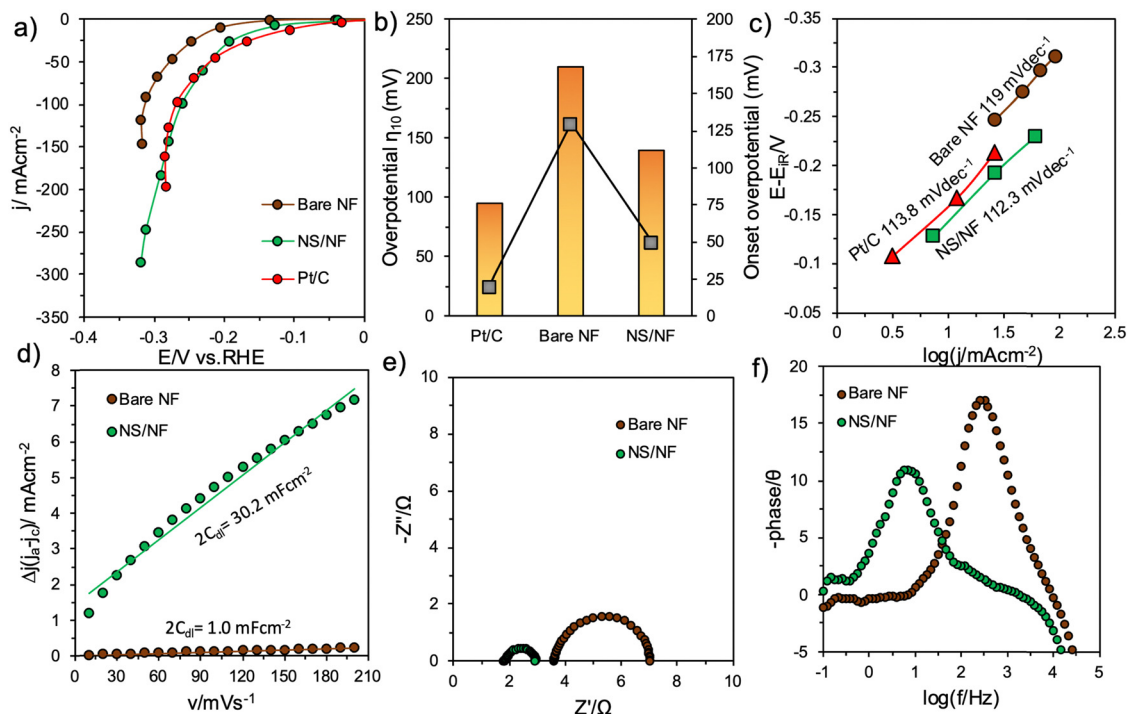 a)
j/ mAcm-2
0
-50
-100
-150
-200
-250
-300
-350
-0.4
-0.3
-0.2
-0.1
0
E/V vs.RHE
Bare NF
NS/NF
Pt/C
b)
Overpotential η10 (mV)
250
200
150
100
50
0
Pt/C
Bare NF
NS/NF
200
175
150
125
100
75
50
25
0
Onset overpotential (mV)
c)
E-EiR/V
-0.35
-0.3
-0.25
-0.2
-0.15
-0.1
-0.05
0
0.5
1
1.5
2
2.5
log(j/mAcm-2)
Bare NF 119 mVdec-1
Pt/C 113.8 mVdec-1
NS/NF 112.3 mVdec-1
d)
Δj(ja-jc)/ mAcm-2
8
7
6
5
4
3
2
1
0
0
30
60
90
120
150
180
210
v/mVs-1
Bare NF
NS/NF
2Cdl= 30.2 mFcm-2
2Cdl= 1.0 mFcm-2
e)
-Z''/Ω
10
8
6
4
2
0
0
2
4
6
8
10
Z'/Ω
Bare NF
NS/NF
f)
-phase/θ
20
15
10
5
0
-5
-1
0
1
2
3
4
5
log(f/Hz)
Bare NF
NS/NF